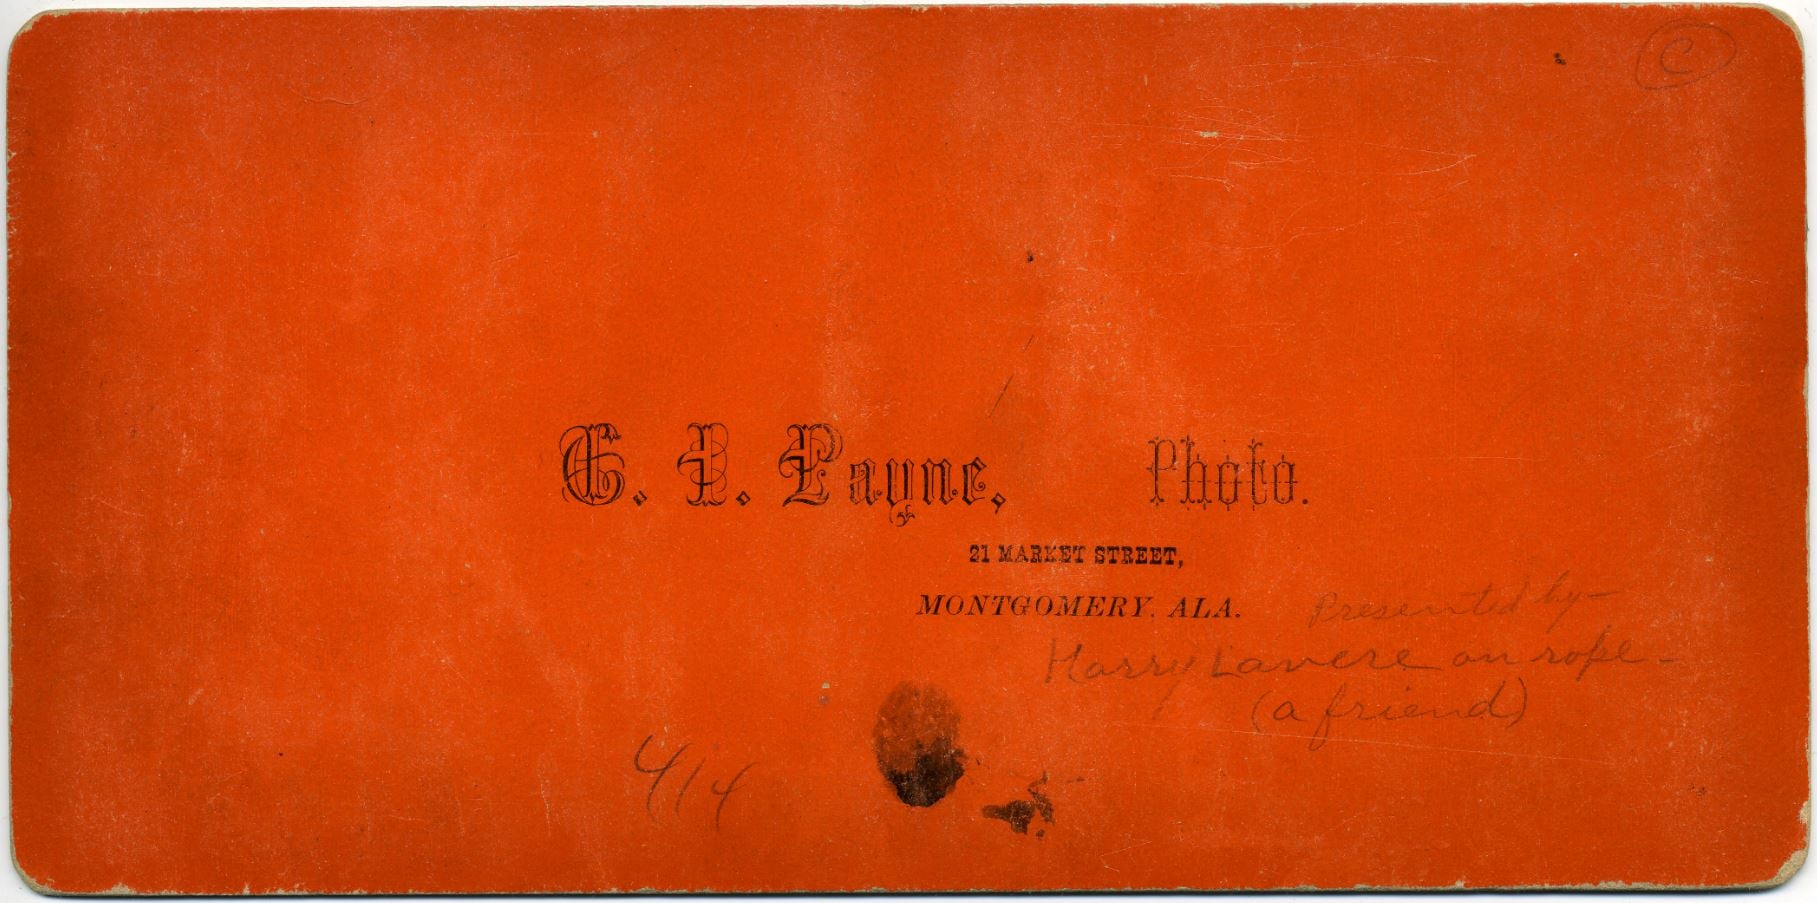 C
C. I. Payne, Photo.
21 MARKET STREET,
MONTGOMERY. ALA.
Presented by—
Harry Lavere on rope—
(a friend)
414